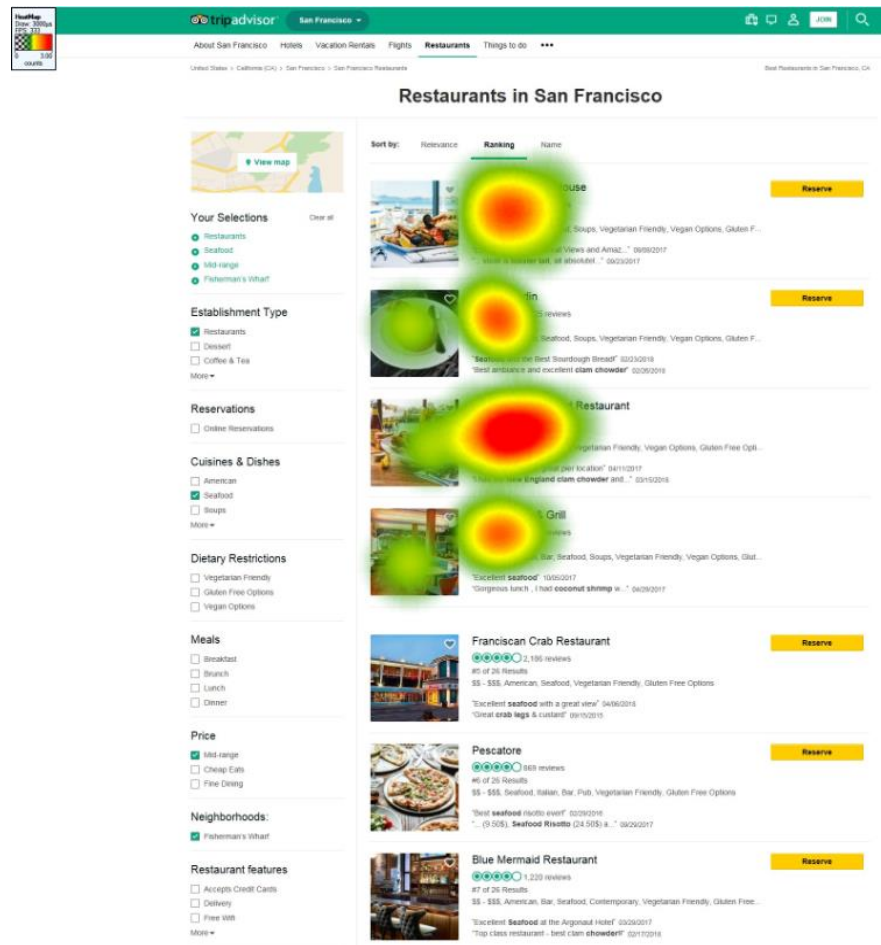 HeatMap
Draw: 3000µs
FPS: 333
0 3.00
counts
tripadvisor San Francisco JOIN
About San Francisco Hotels Vacation Rentals Flights Restaurants Things to do •••
United States > California (CA) > San Francisco > San Francisco Restaurants
Best Restaurants in San Francisco, CA
Restaurants in San Francisco
View map
Your Selections Clear all
Restaurants
Seafood
Mid-range
Fisherman's Wharf
Establishment Type
Restaurants
Dessert
Coffee & Tea
More
Reservations
Online Reservations
Cuisines & Dishes
American
Seafood
Soups
More
Dietary Restrictions
Vegetarian Friendly
Gluten Free Options
Vegan Options
Meals
Breakfast
Brunch
Lunch
Dinner
Price
Mid-range
Cheap Eats
Fine Dining
Neighborhoods:
Fisherman's Wharf
Restaurant features
Accepts Credit Cards
Delivery
Free Wifi
More
Sort by: Relevance Ranking Name
Reserve
Soups, Vegetarian Friendly, Vegan Options, Gluten F...
Views and Amaz..." 09/09/2017
absolutel..." 09/23/2017
Reserve
reviews
Seafood, Soups, Vegetarian Friendly, Vegan Options, Gluten F...
the Best Sourdough Bread!" 02/23/2018
"Best ambiance and excellent clam chowder" 02/26/2018
Restaurant
Vegetarian Friendly, Vegan Options, Gluten Free Opti...
pier location" 04/11/2017
New England clam chowder and..." 03/15/2018
& Grill
Bar, Seafood, Soups, Vegetarian Friendly, Vegan Options, Glut...
"Excellent seafood" 10/05/2017
"Gorgeous lunch , I had coconut shrimp w..." 04/29/2017
Franciscan Crab Restaurant Reserve
2,186 reviews
#5 of 26 Results
$$ - $$$, American, Seafood, Vegetarian Friendly, Gluten Free Options
"Excellent seafood with a great view" 04/06/2018
"Great crab legs & custard" 09/15/2015
Pescatore Reserve
869 reviews
#6 of 26 Results
$$ - $$$, Seafood, Italian, Bar, Pub, Vegetarian Friendly, Gluten Free Options
"Best seafood risotto ever!"
"... (9.50$), Seafood Risotto (24.50$) a..." 09/29/2017
Blue Mermaid Restaurant Reserve
1,220 reviews
#7 of 26 Results
$$ - $$$, American, Bar, Seafood, Contemporary, Vegetarian Friendly, Gluten Free...
"Excellent Seafood at the Argonaut Hotel"
"Top class restaurant - best clam chowder!!" 02/17/2018